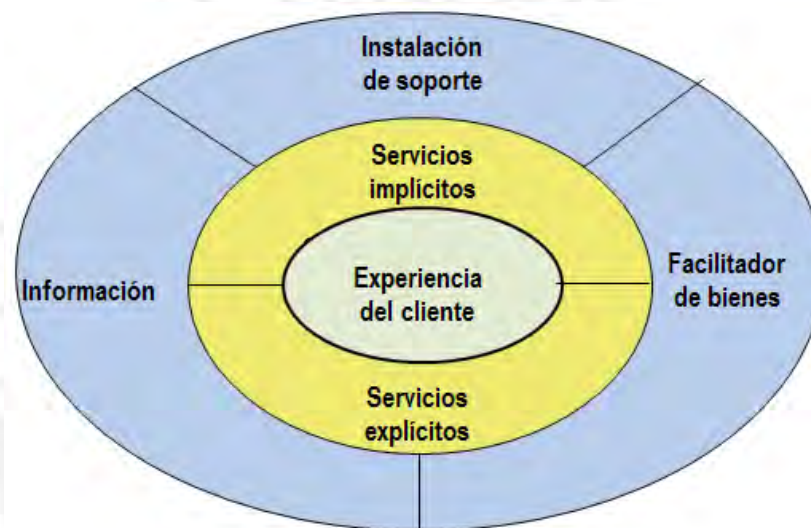 Instalación
de soporte
Servicios
implícitos
Información
Experiencia
del cliente
Facilitador
de bienes
Servicios
explícitos